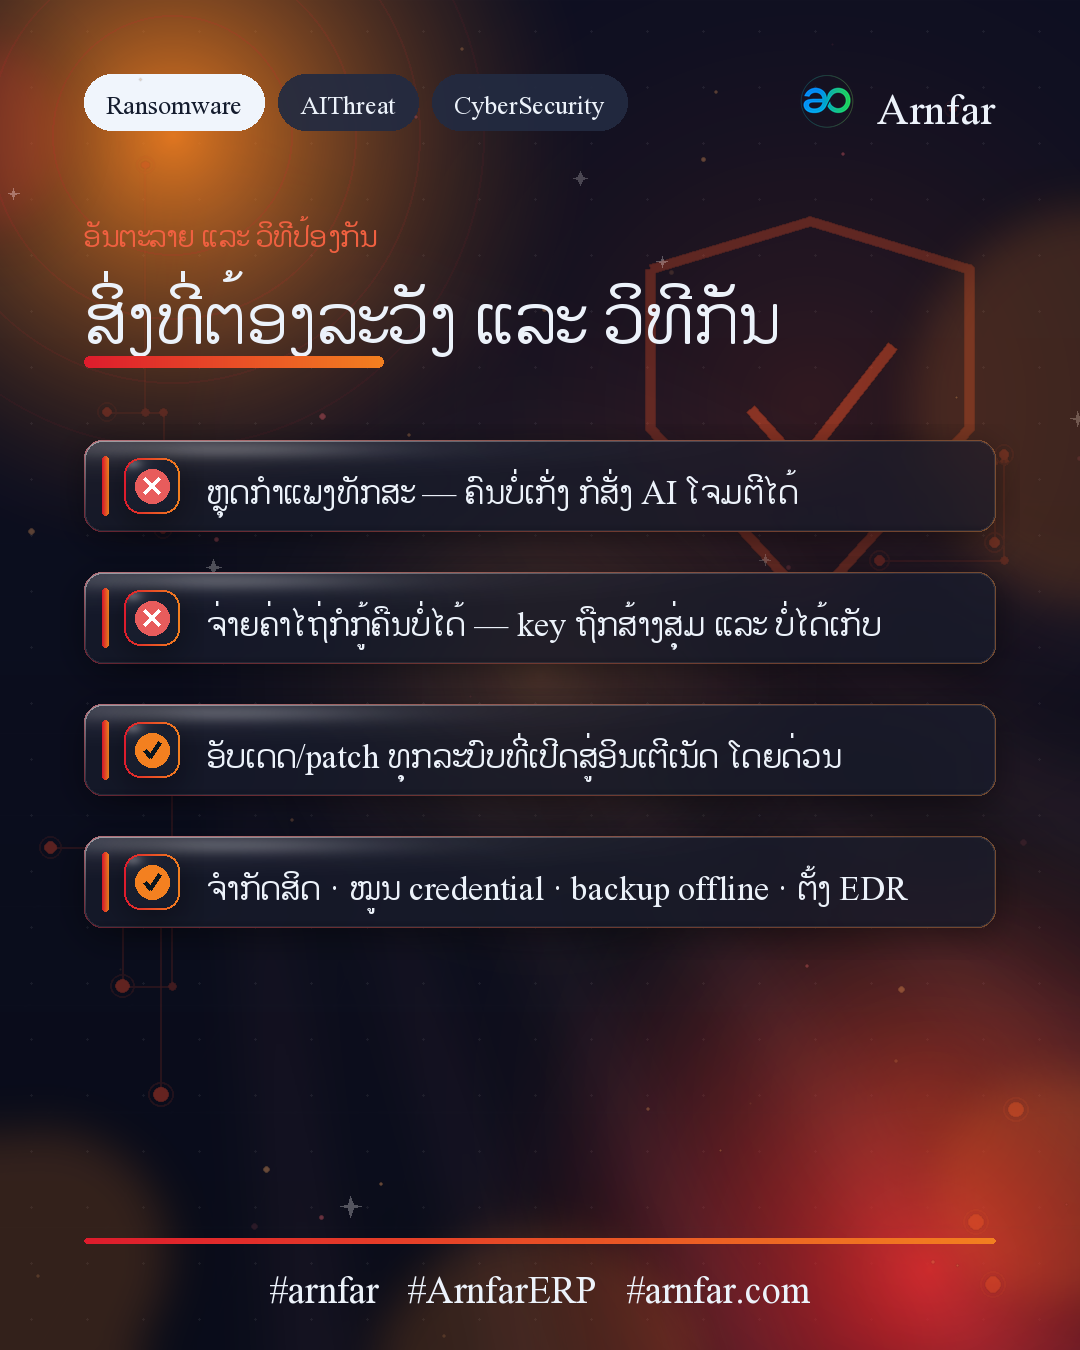 Ransomware AIThreat CyberSecurity Arnfar
ອັນຕະລາຍ ແລະ ວິທີປ້ອງກັນ
ສິ່ງທີ່ຕ້ອງລະວັງ ແລະ ວິທີກັນ
ຫຼຸດກຳແພງທັກສະ — ຄົນບໍ່ເກັ່ງ ກໍສັ່ງ AI ໂຈມຕີໄດ້
ຈ່າຍຄ່າໄຖ່ກໍກູ້ຄືນບໍ່ໄດ້ — key ຖືກສ້າງສຸ່ມ ແລະ ບໍ່ໄດ້ເກັບ
ອັບເດດ/patch ທຸກລະບົບທີ່ເປີດສູ່ອິນເຕີເນັດ ໂດຍດ່ວນ
ຈຳກັດສິດ · ໝູນ credential · backup offline · ຕັ້ງ EDR
#arnfar #ArnfarERP #arnfar.com